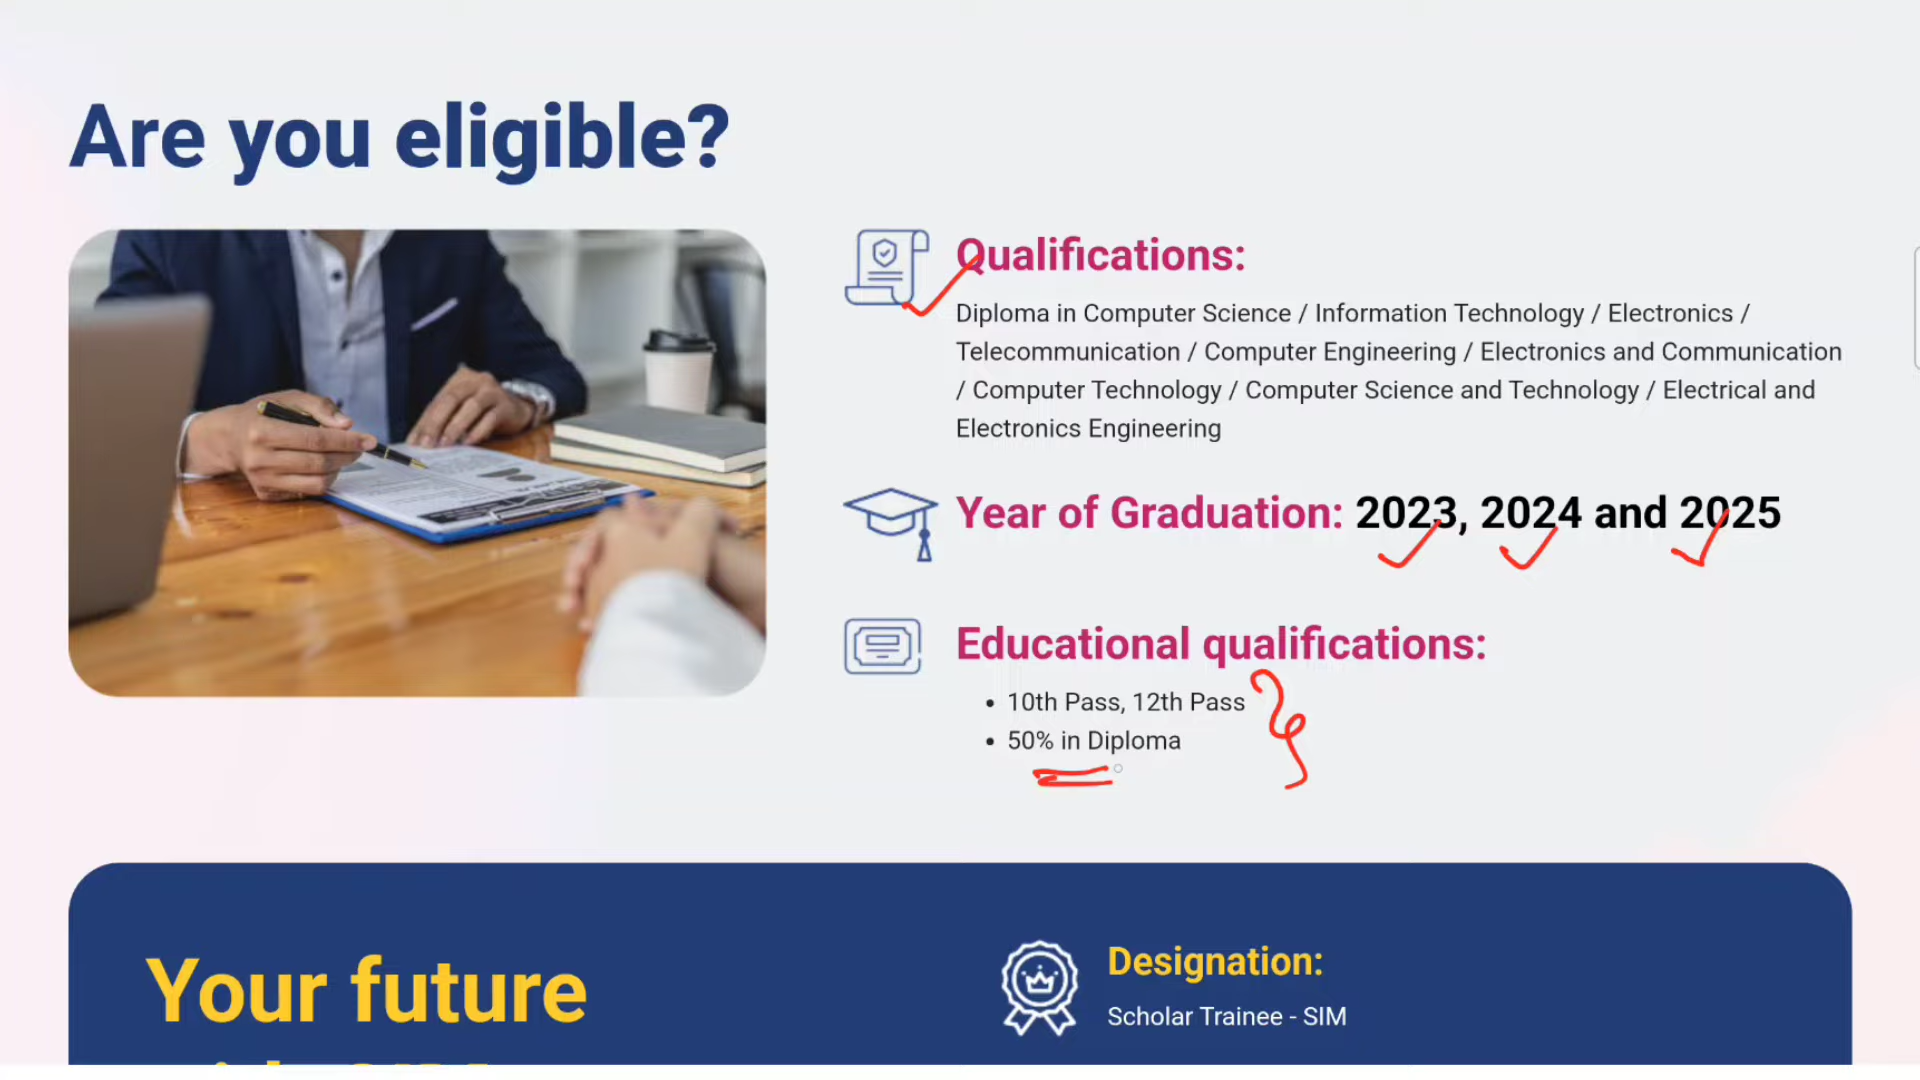 Are you eligible?
Qualifications:
Diploma in Computer Science / Information Technology / Electronics /
Telecommunication / Computer Engineering / Electronics and Communication
/ Computer Technology / Computer Science and Technology / Electrical and
Electronics Engineering
Year of Graduation: 2023, 2024 and 2025
Educational qualifications:
• 10th Pass, 12th Pass
• 50% in Diploma
Your future
Designation:
Scholar Trainee - SIM